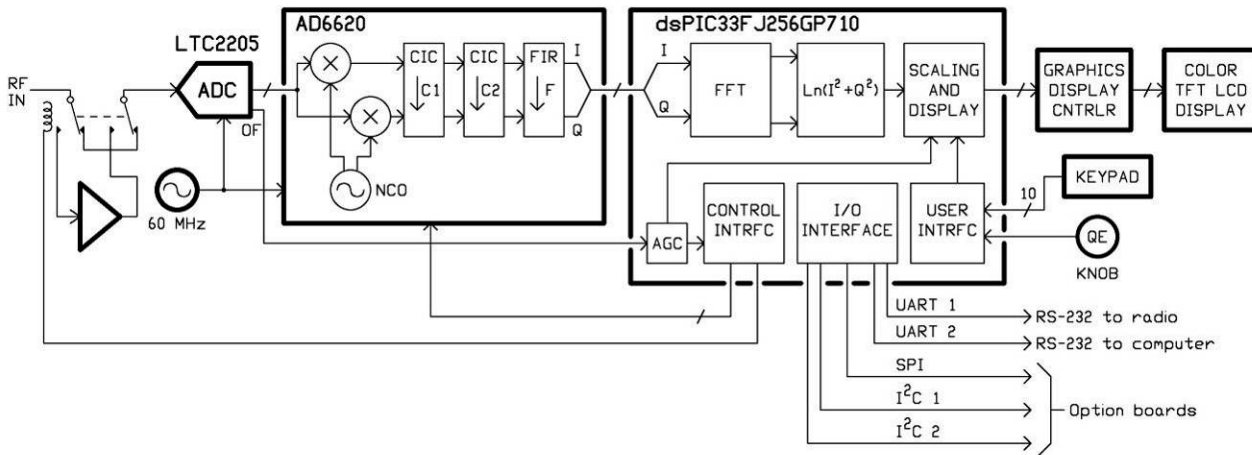 AD6620
dsPIC33FJ256GP710
LTC2205
RF
IN
ADC
OF
60 MHz
CIC
C1
CIC
C2
FIR
F
I
Q
NCO
I
Q
FFT
Ln(I²+Q²)
SCALING
AND
DISPLAY
GRAPHICS
DISPLAY
CNTRLR
COLOR
TFT LCD
DISPLAY
AGC
CONTROL
INTRFC
I/O
INTERFACE
USER
INTRFC
10
KEYPAD
QE
KNOB
UART 1
RS-232 to radio
UART 2
RS-232 to computer
SPI
I²C 1
Option boards
I²C 2